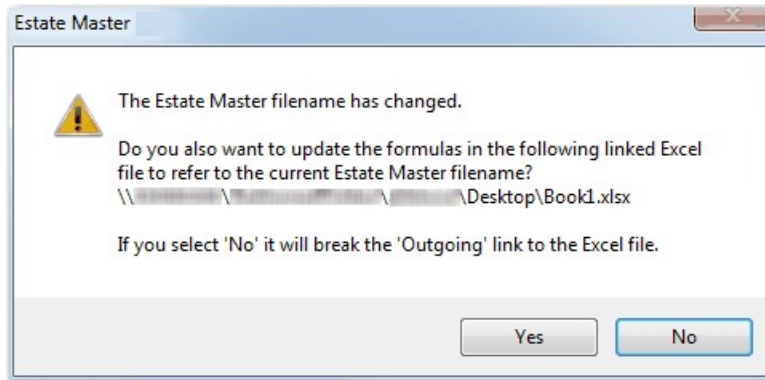 Estate Master
The Estate Master filename has changed.
Do you also want to update the formulas in the following linked Excel
file to refer to the current Estate Master filename?
\\ \ \ \Desktop\Book1.xlsx
If you select 'No' it will break the 'Outgoing' link to the Excel file.
Yes
No